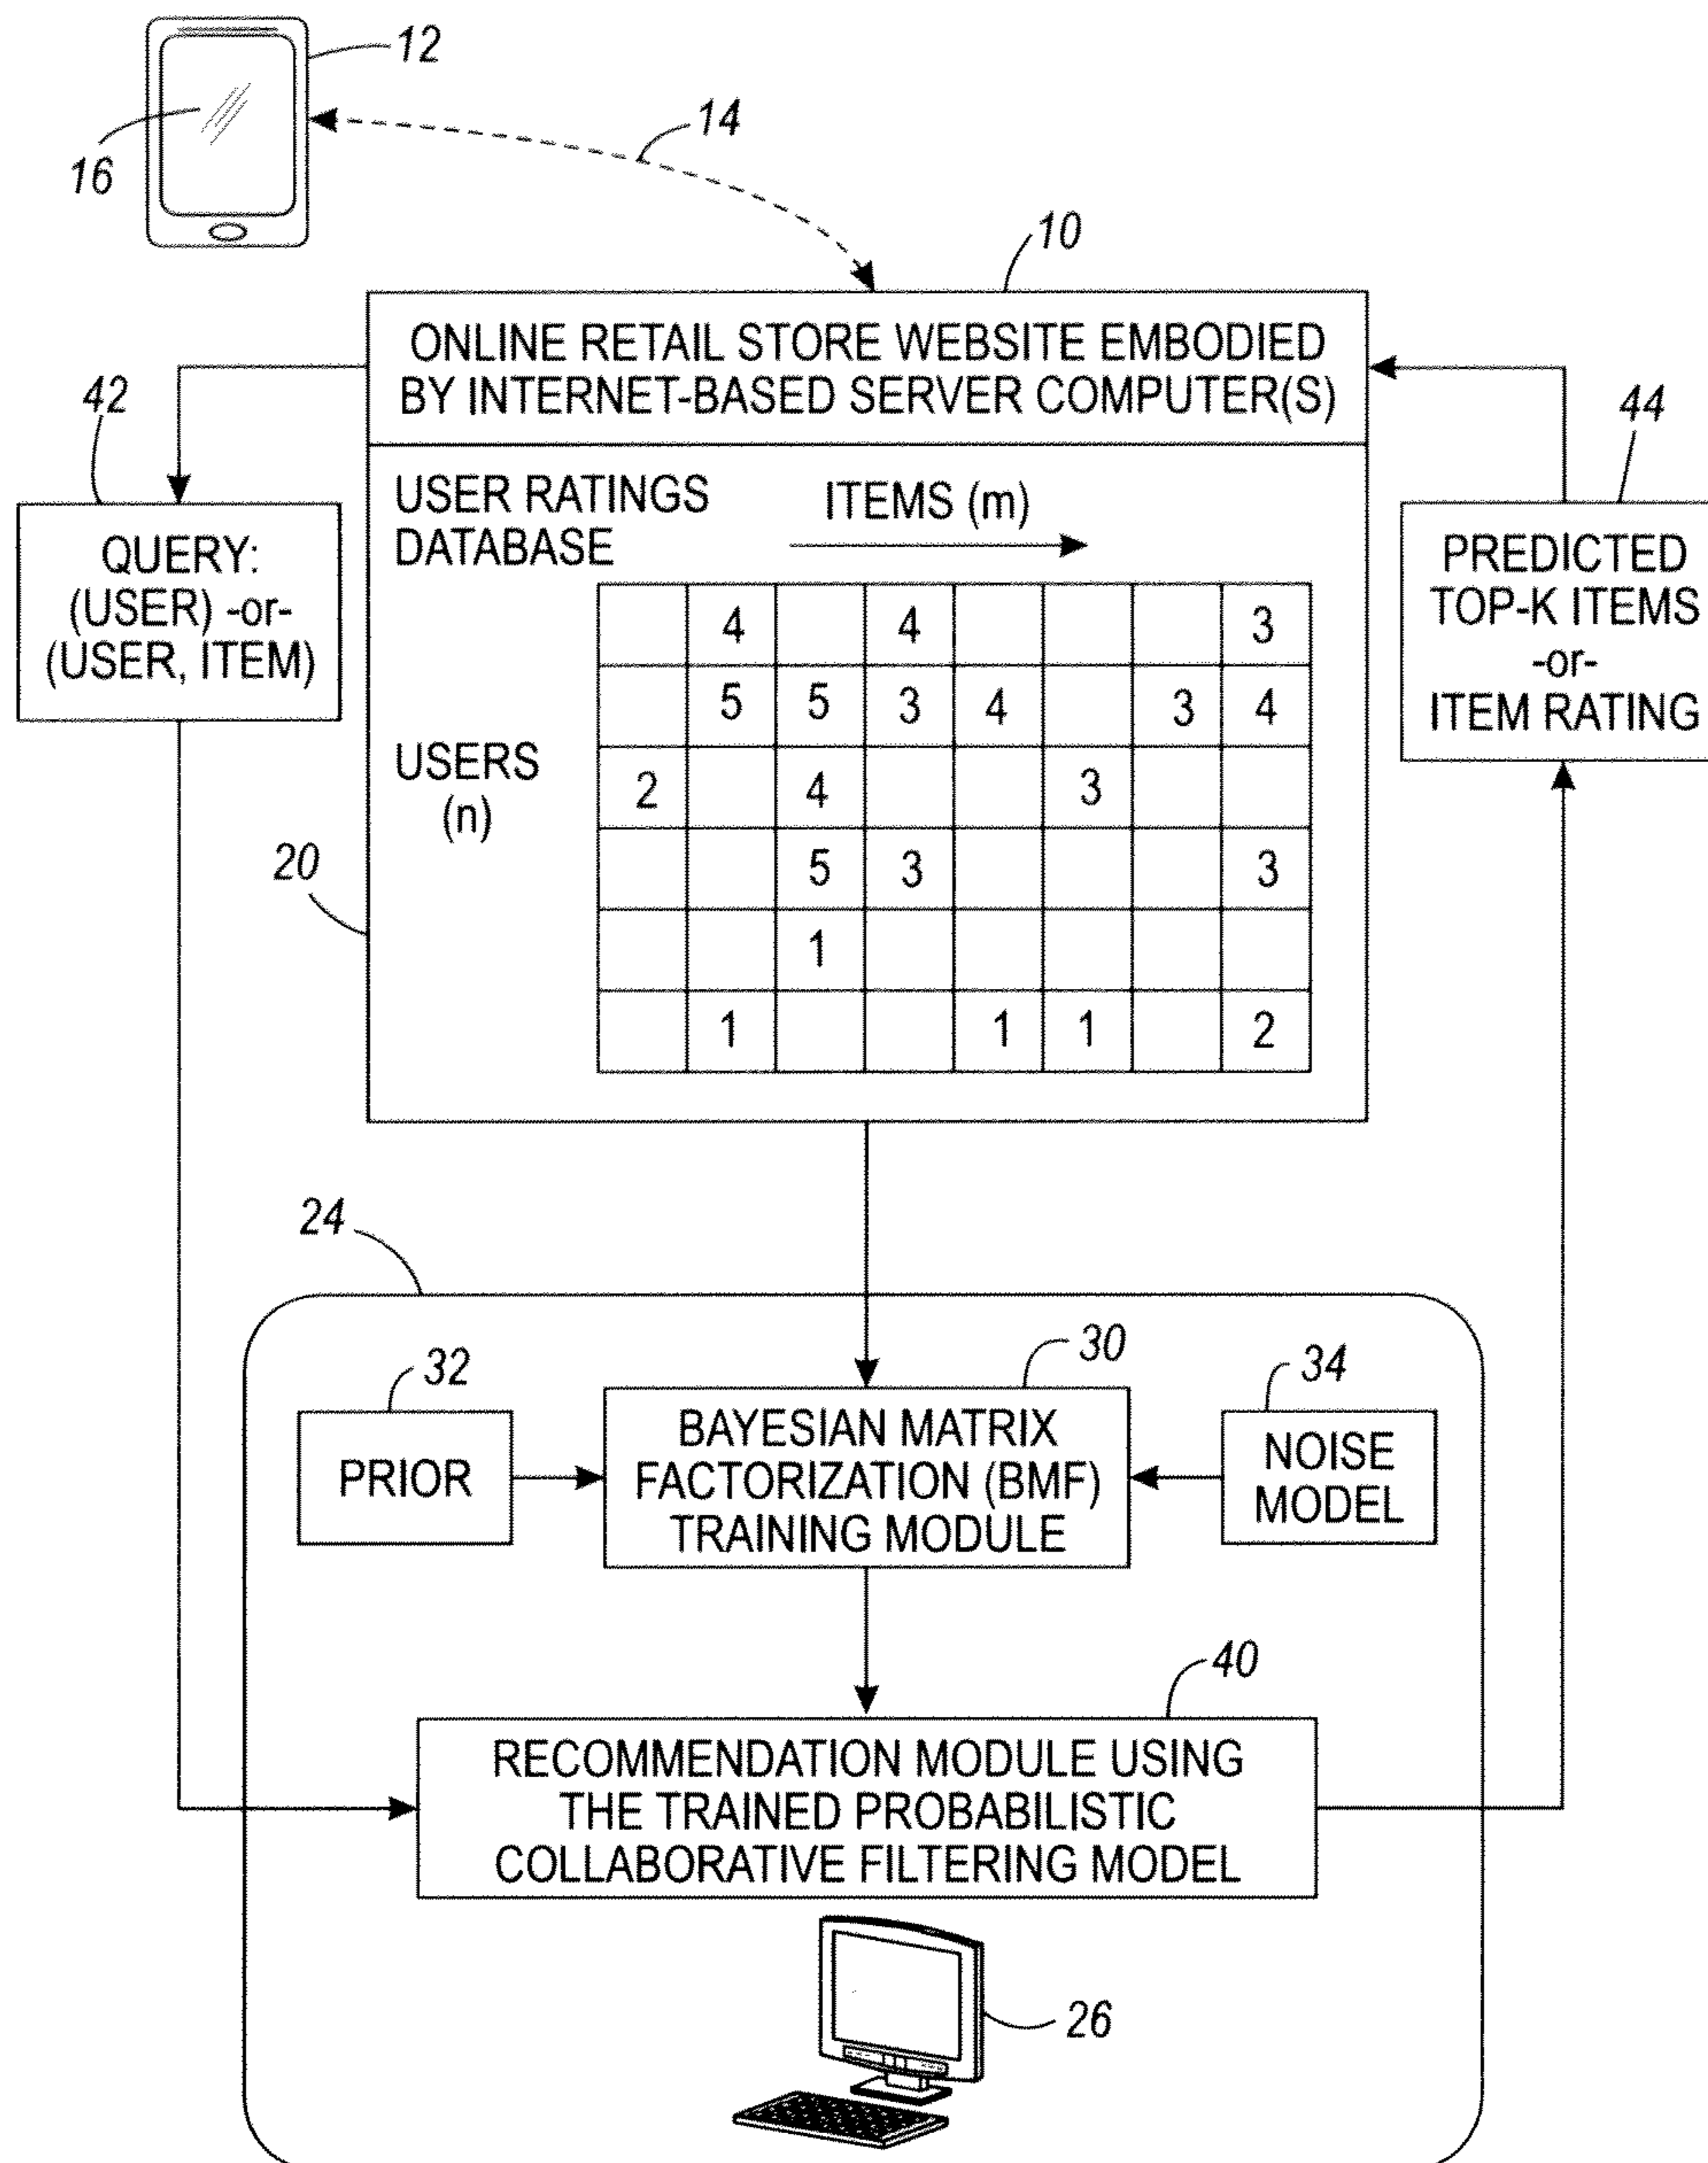 12
14
16
10
ONLINE RETAIL STORE WEBSITE EMBODIED
BY INTERNET-BASED SERVER COMPUTER(S)
42
44
USER RATINGS
DATABASE
ITEMS (m)
QUERY:
(USER) -or-
(USER, ITEM)
PREDICTED
TOP-K ITEMS
-or-
ITEM RATING
USERS
(n)
4 4 3
5 5 3 4 3 4
2 4 3
5 3 3
1
1 1 1 2
20
24
32
30
34
PRIOR
BAYESIAN MATRIX
FACTORIZATION (BMF)
TRAINING MODULE
NOISE
MODEL
40
RECOMMENDATION MODULE USING
THE TRAINED PROBABILISTIC
COLLABORATIVE FILTERING MODEL
26